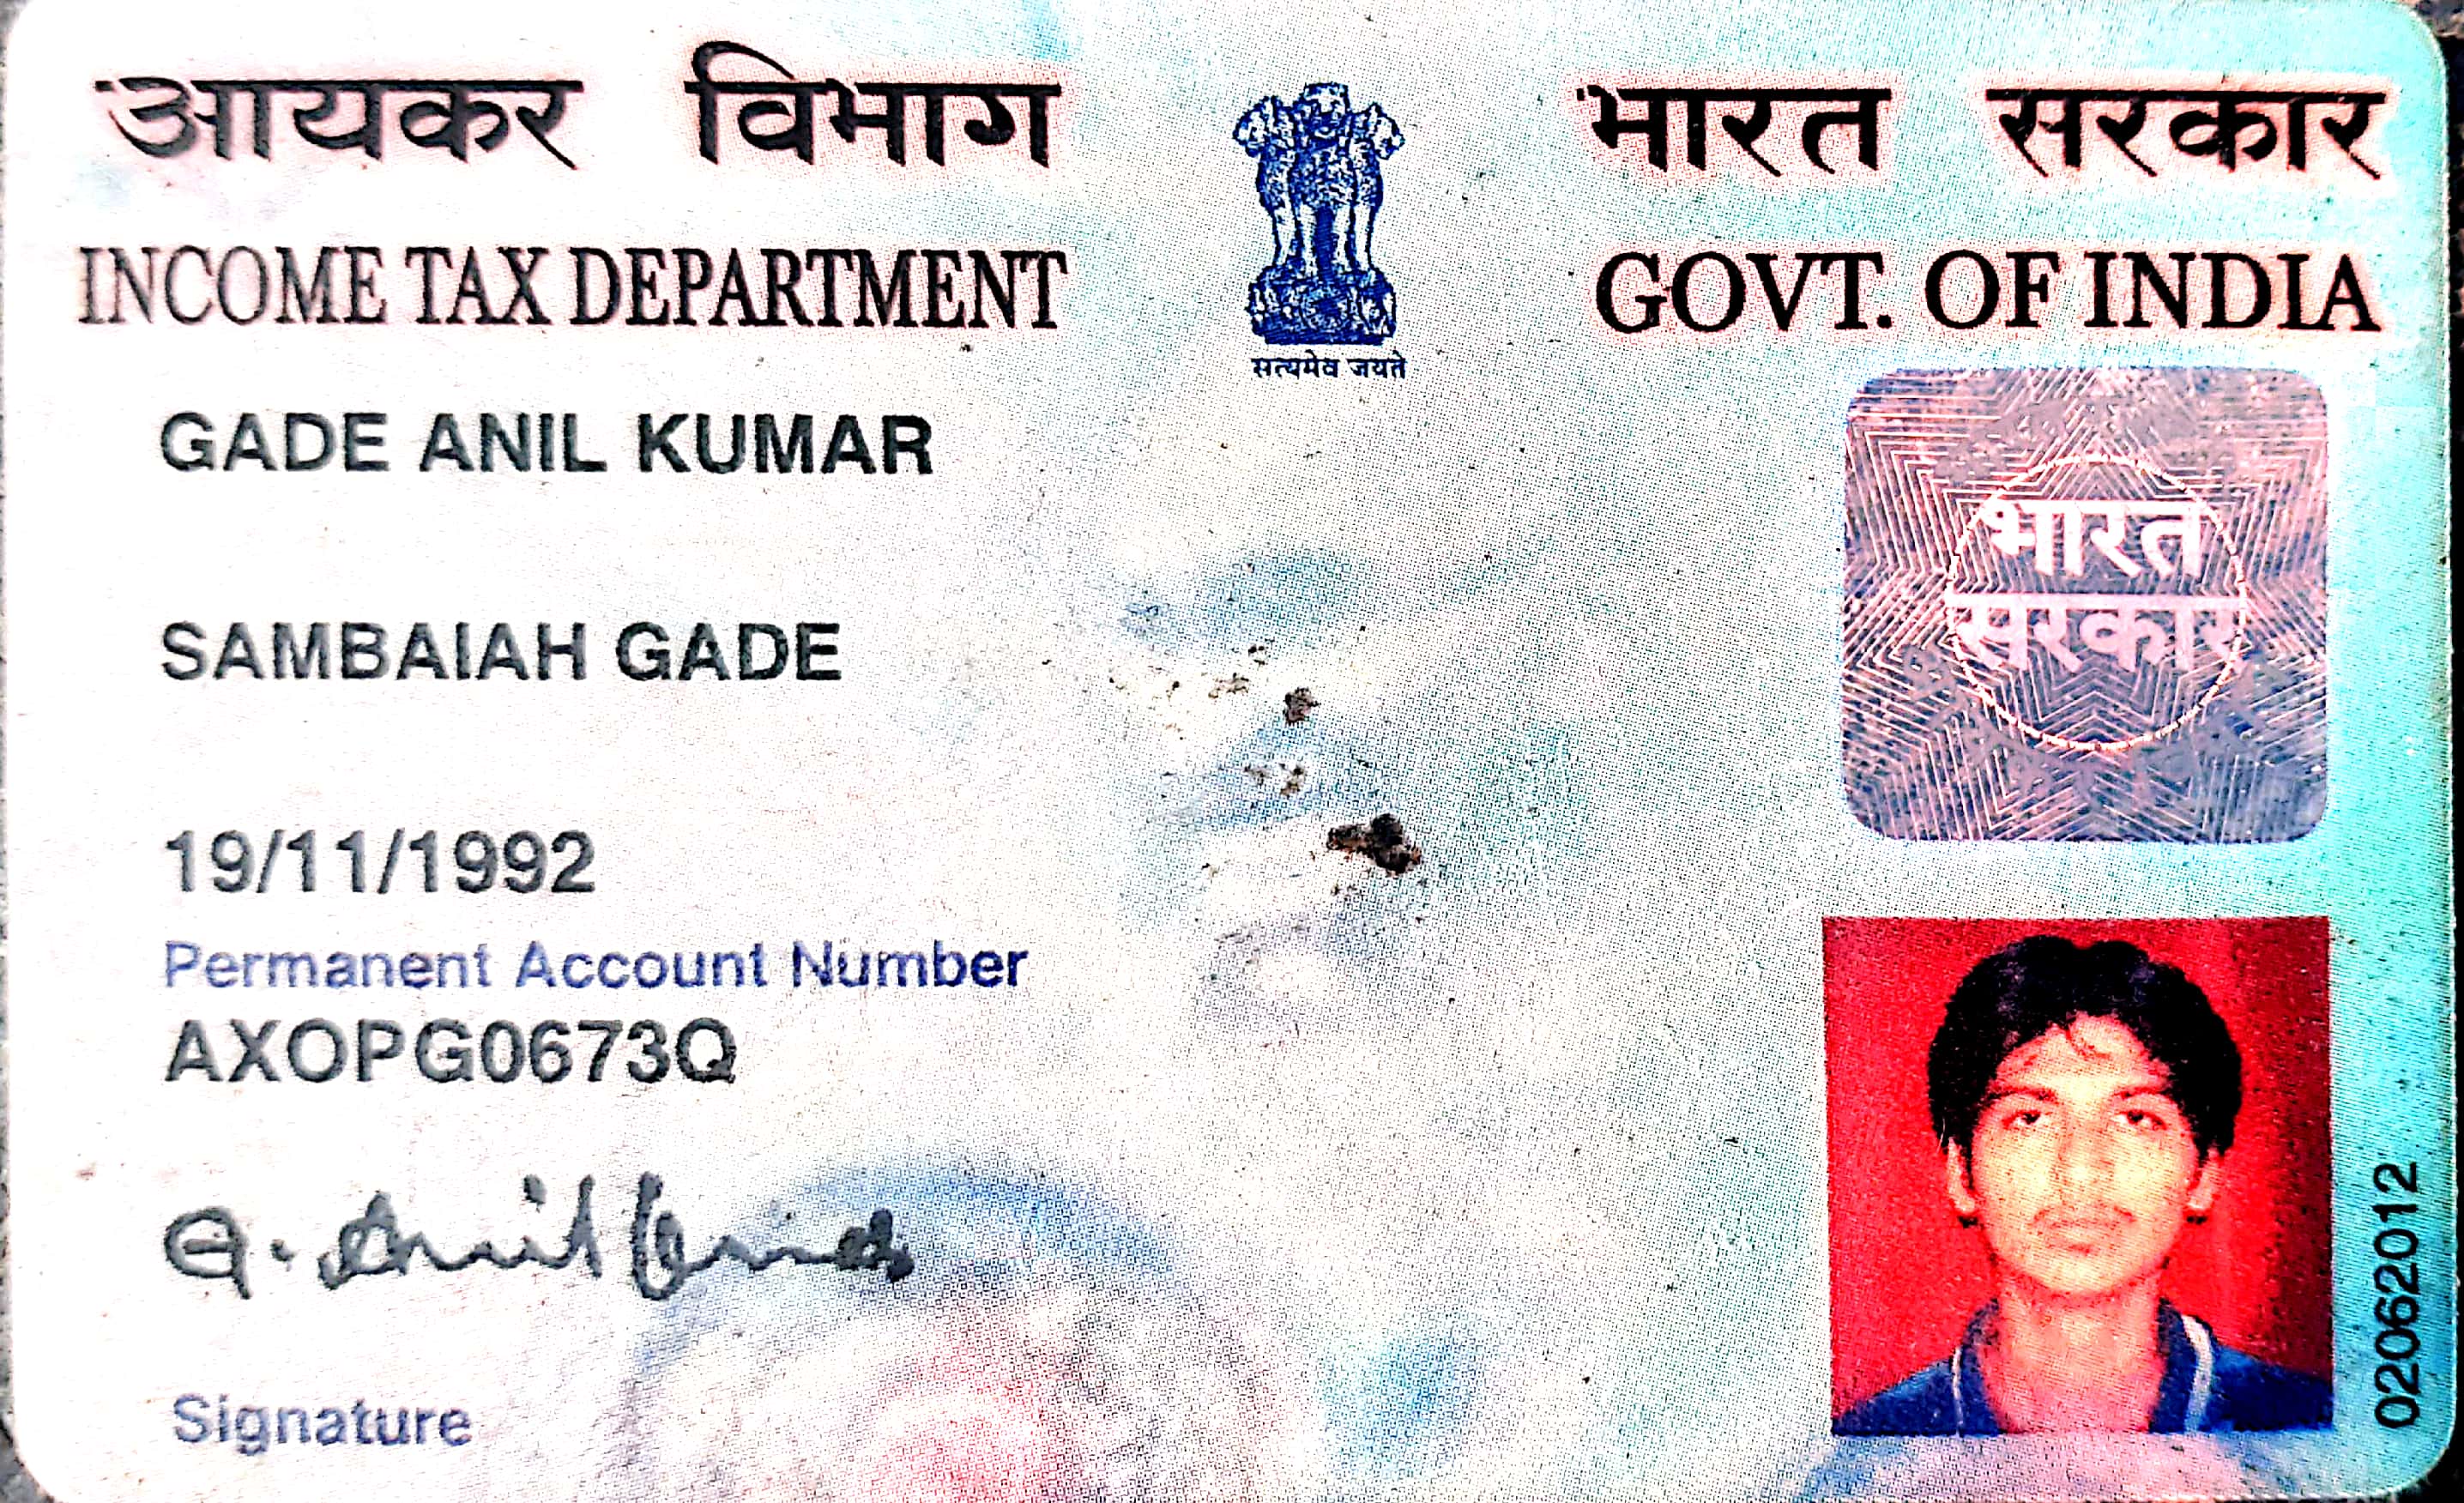 आयकर विभाग
भारत सरकार
INCOME TAX DEPARTMENT
GOVT. OF INDIA
सत्यमेव जयते
GADE ANIL KUMAR
भारत
सरकार
SAMBAIAH GADE
19/11/1992
Permanent Account Number
AXOPG0673Q
G. Anil Kumar
Signature
02062012